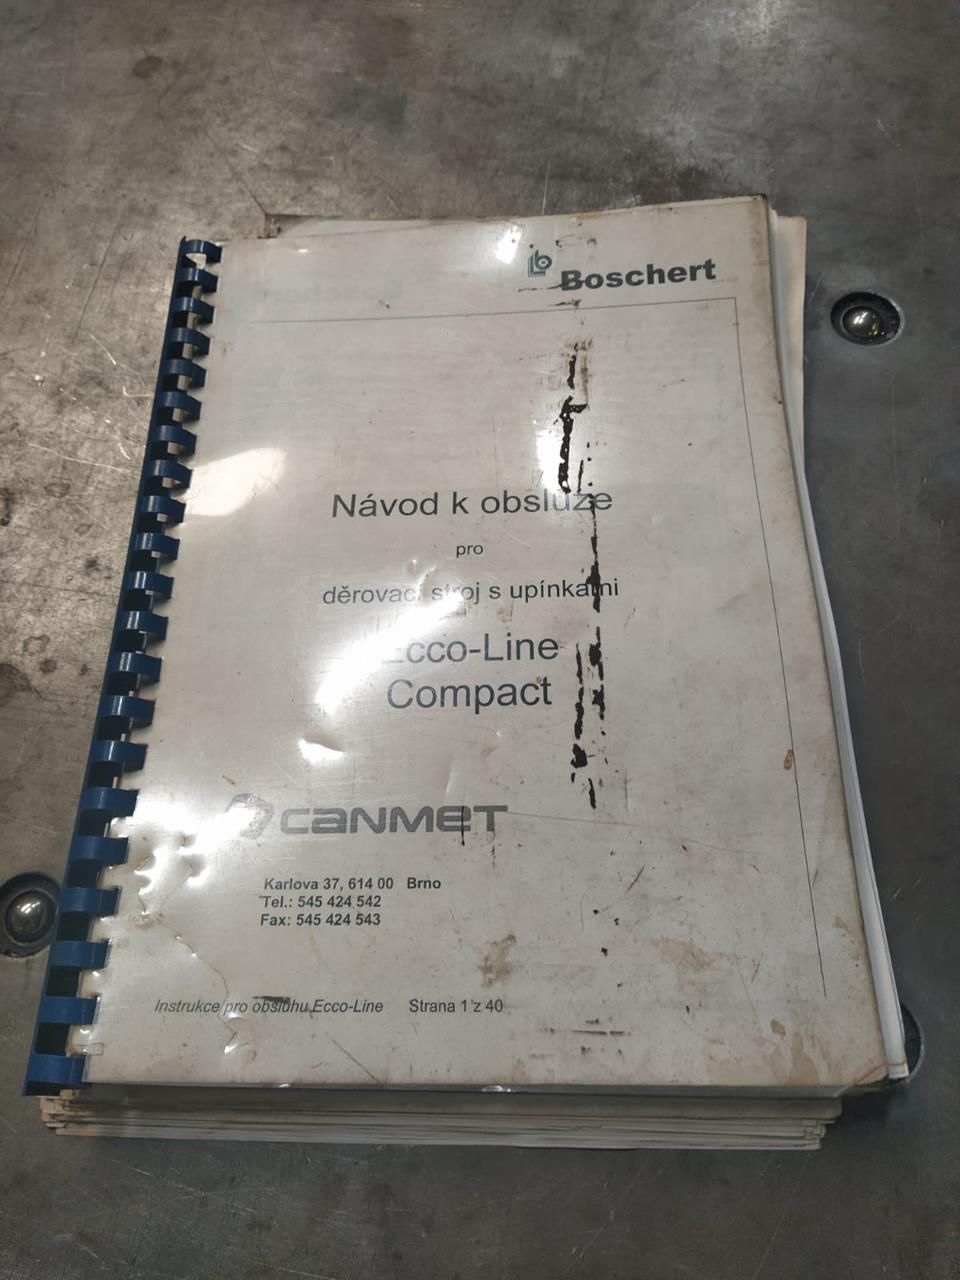 Boschert
Návod k obsluze
pro
děrovací stroj s upínkami
Ecco-Line
Compact
CANMET
Karlova 37, 614 00 Brno
Tel.: 545 424 542
Fax: 545 424 543
Instrukce pro obsluhu Ecco-Line Strana 1 z 40